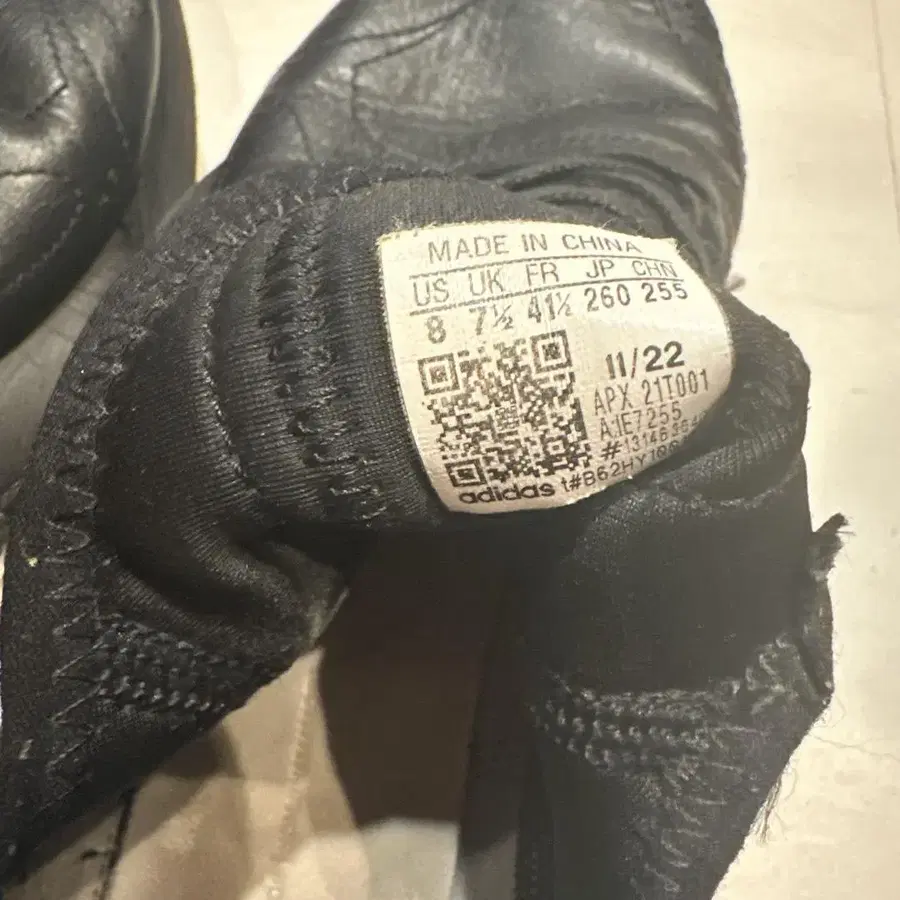 MADE IN CHINA
US UK FR JP CHN
8 7½ 41½ 260 255
11/22
APX 21T001
A1E7255
adidas